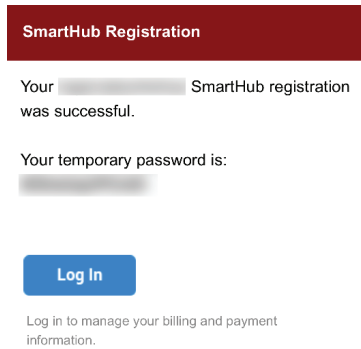 SmartHub Registration
Your SmartHub registration
was successful.
Your temporary password is:
Log In
Log in to manage your billing and payment
information.